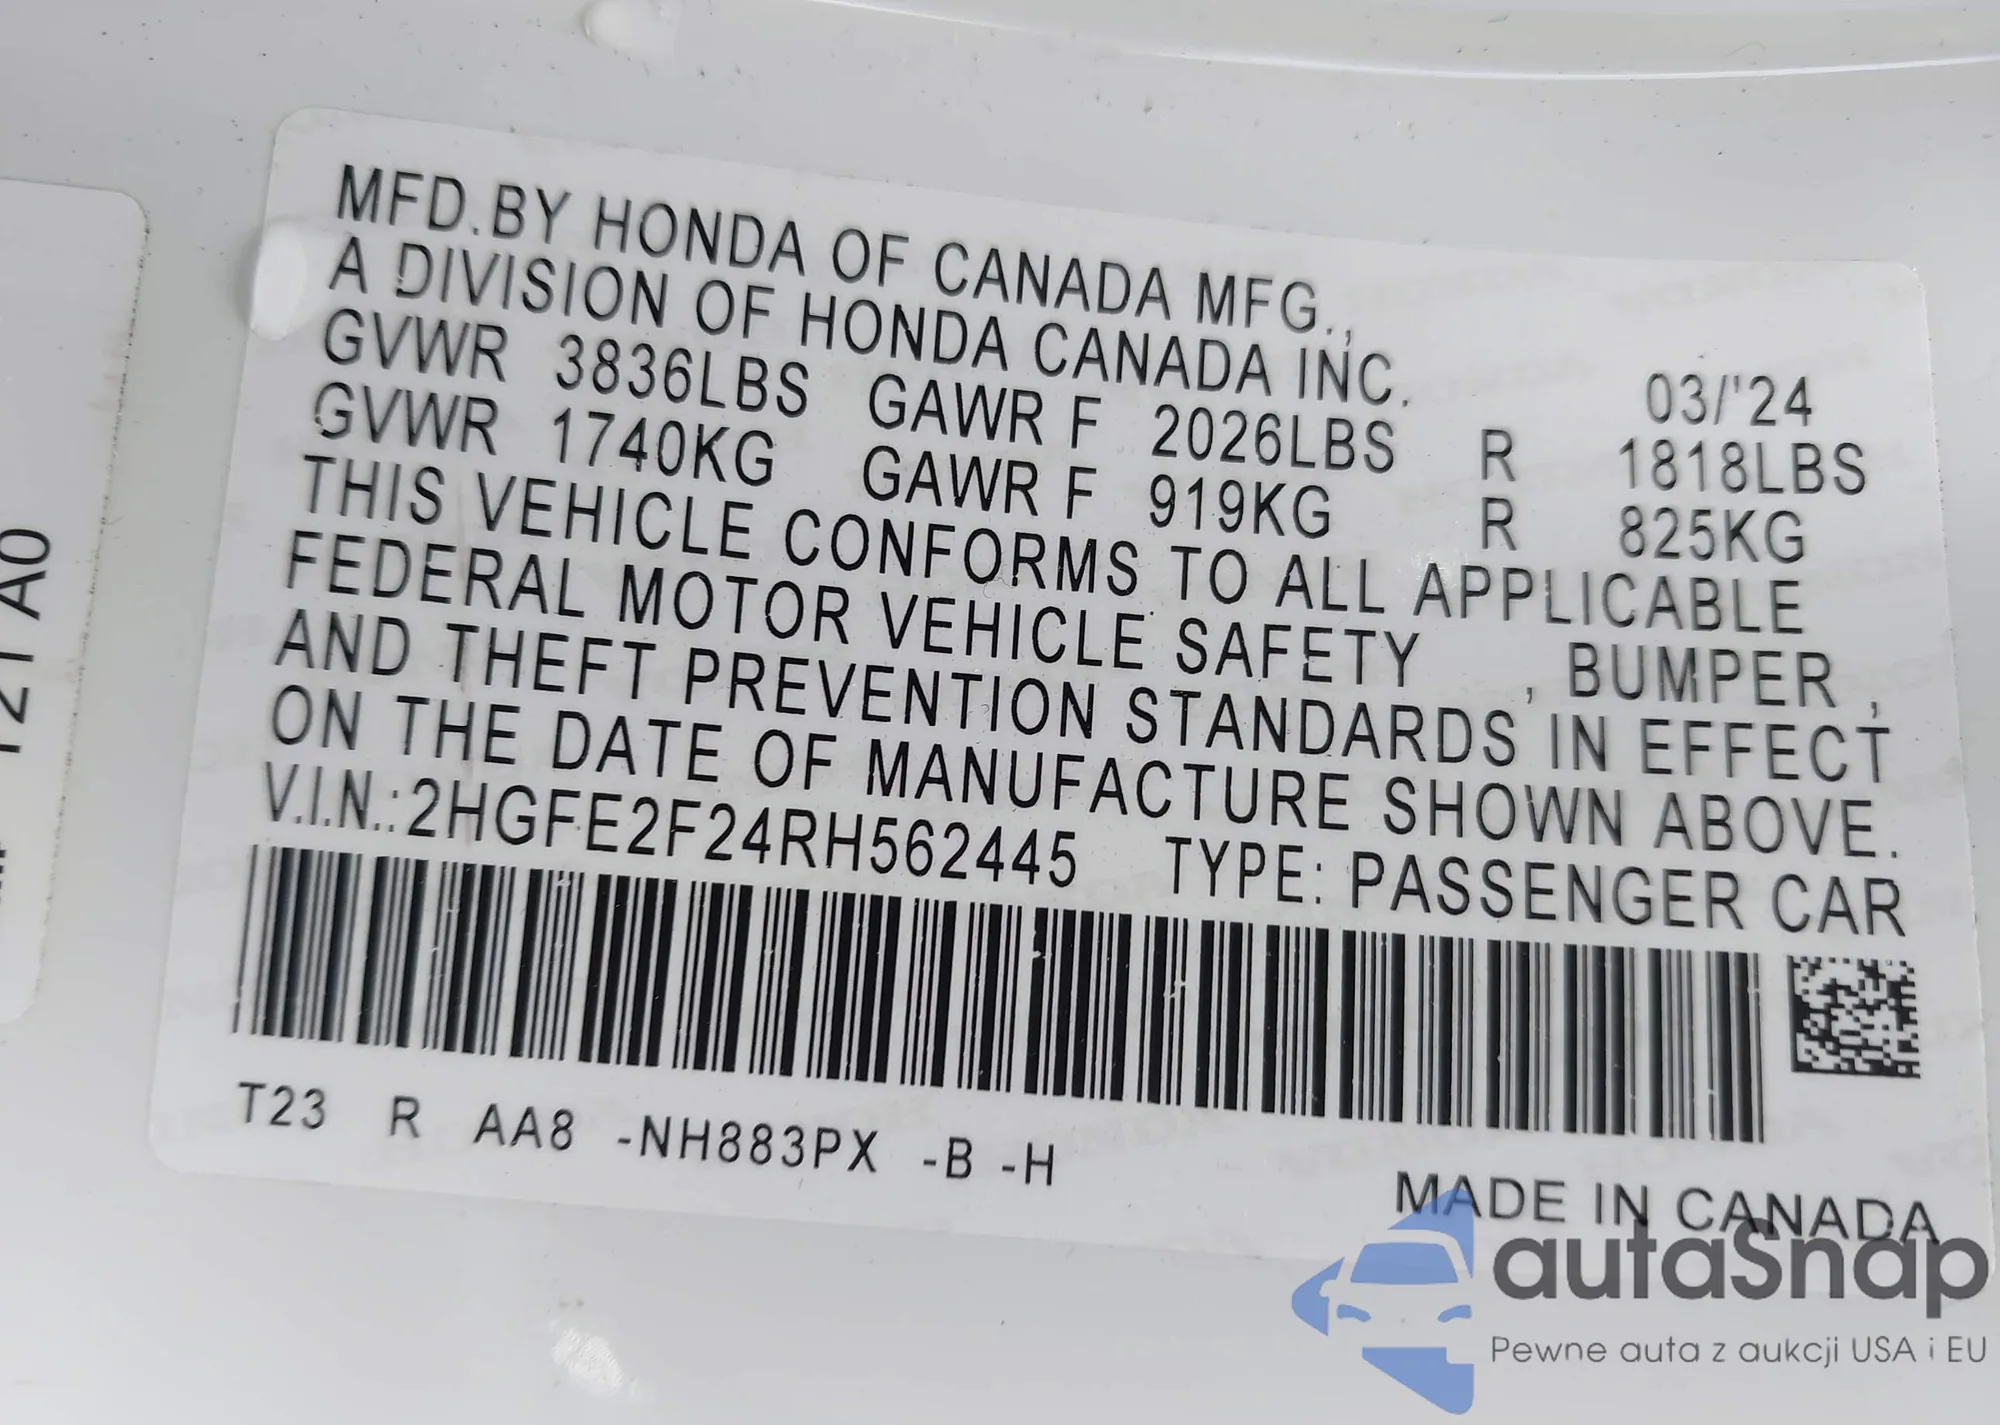 MFD.BY HONDA OF CANADA MFG.,
A DIVISION OF HONDA CANADA INC.
03/'24
GVWR 3836LBS GAWR F 2026LBS R 1818LBS
GVWR 1740KG GAWR F 919KG R 825KG
THIS VEHICLE CONFORMS TO ALL APPLICABLE
FEDERAL MOTOR VEHICLE SAFETY , BUMPER ,
AND THEFT PREVENTION STANDARDS IN EFFECT
ON THE DATE OF MANUFACTURE SHOWN ABOVE.
V.I.N.:2HGFE2F24RH562445 TYPE: PASSENGER CAR
T23 R AA8 -NH883PX -B -H
MADE IN CANADA
autaSnap
Pewne auta z aukcji USA i EU